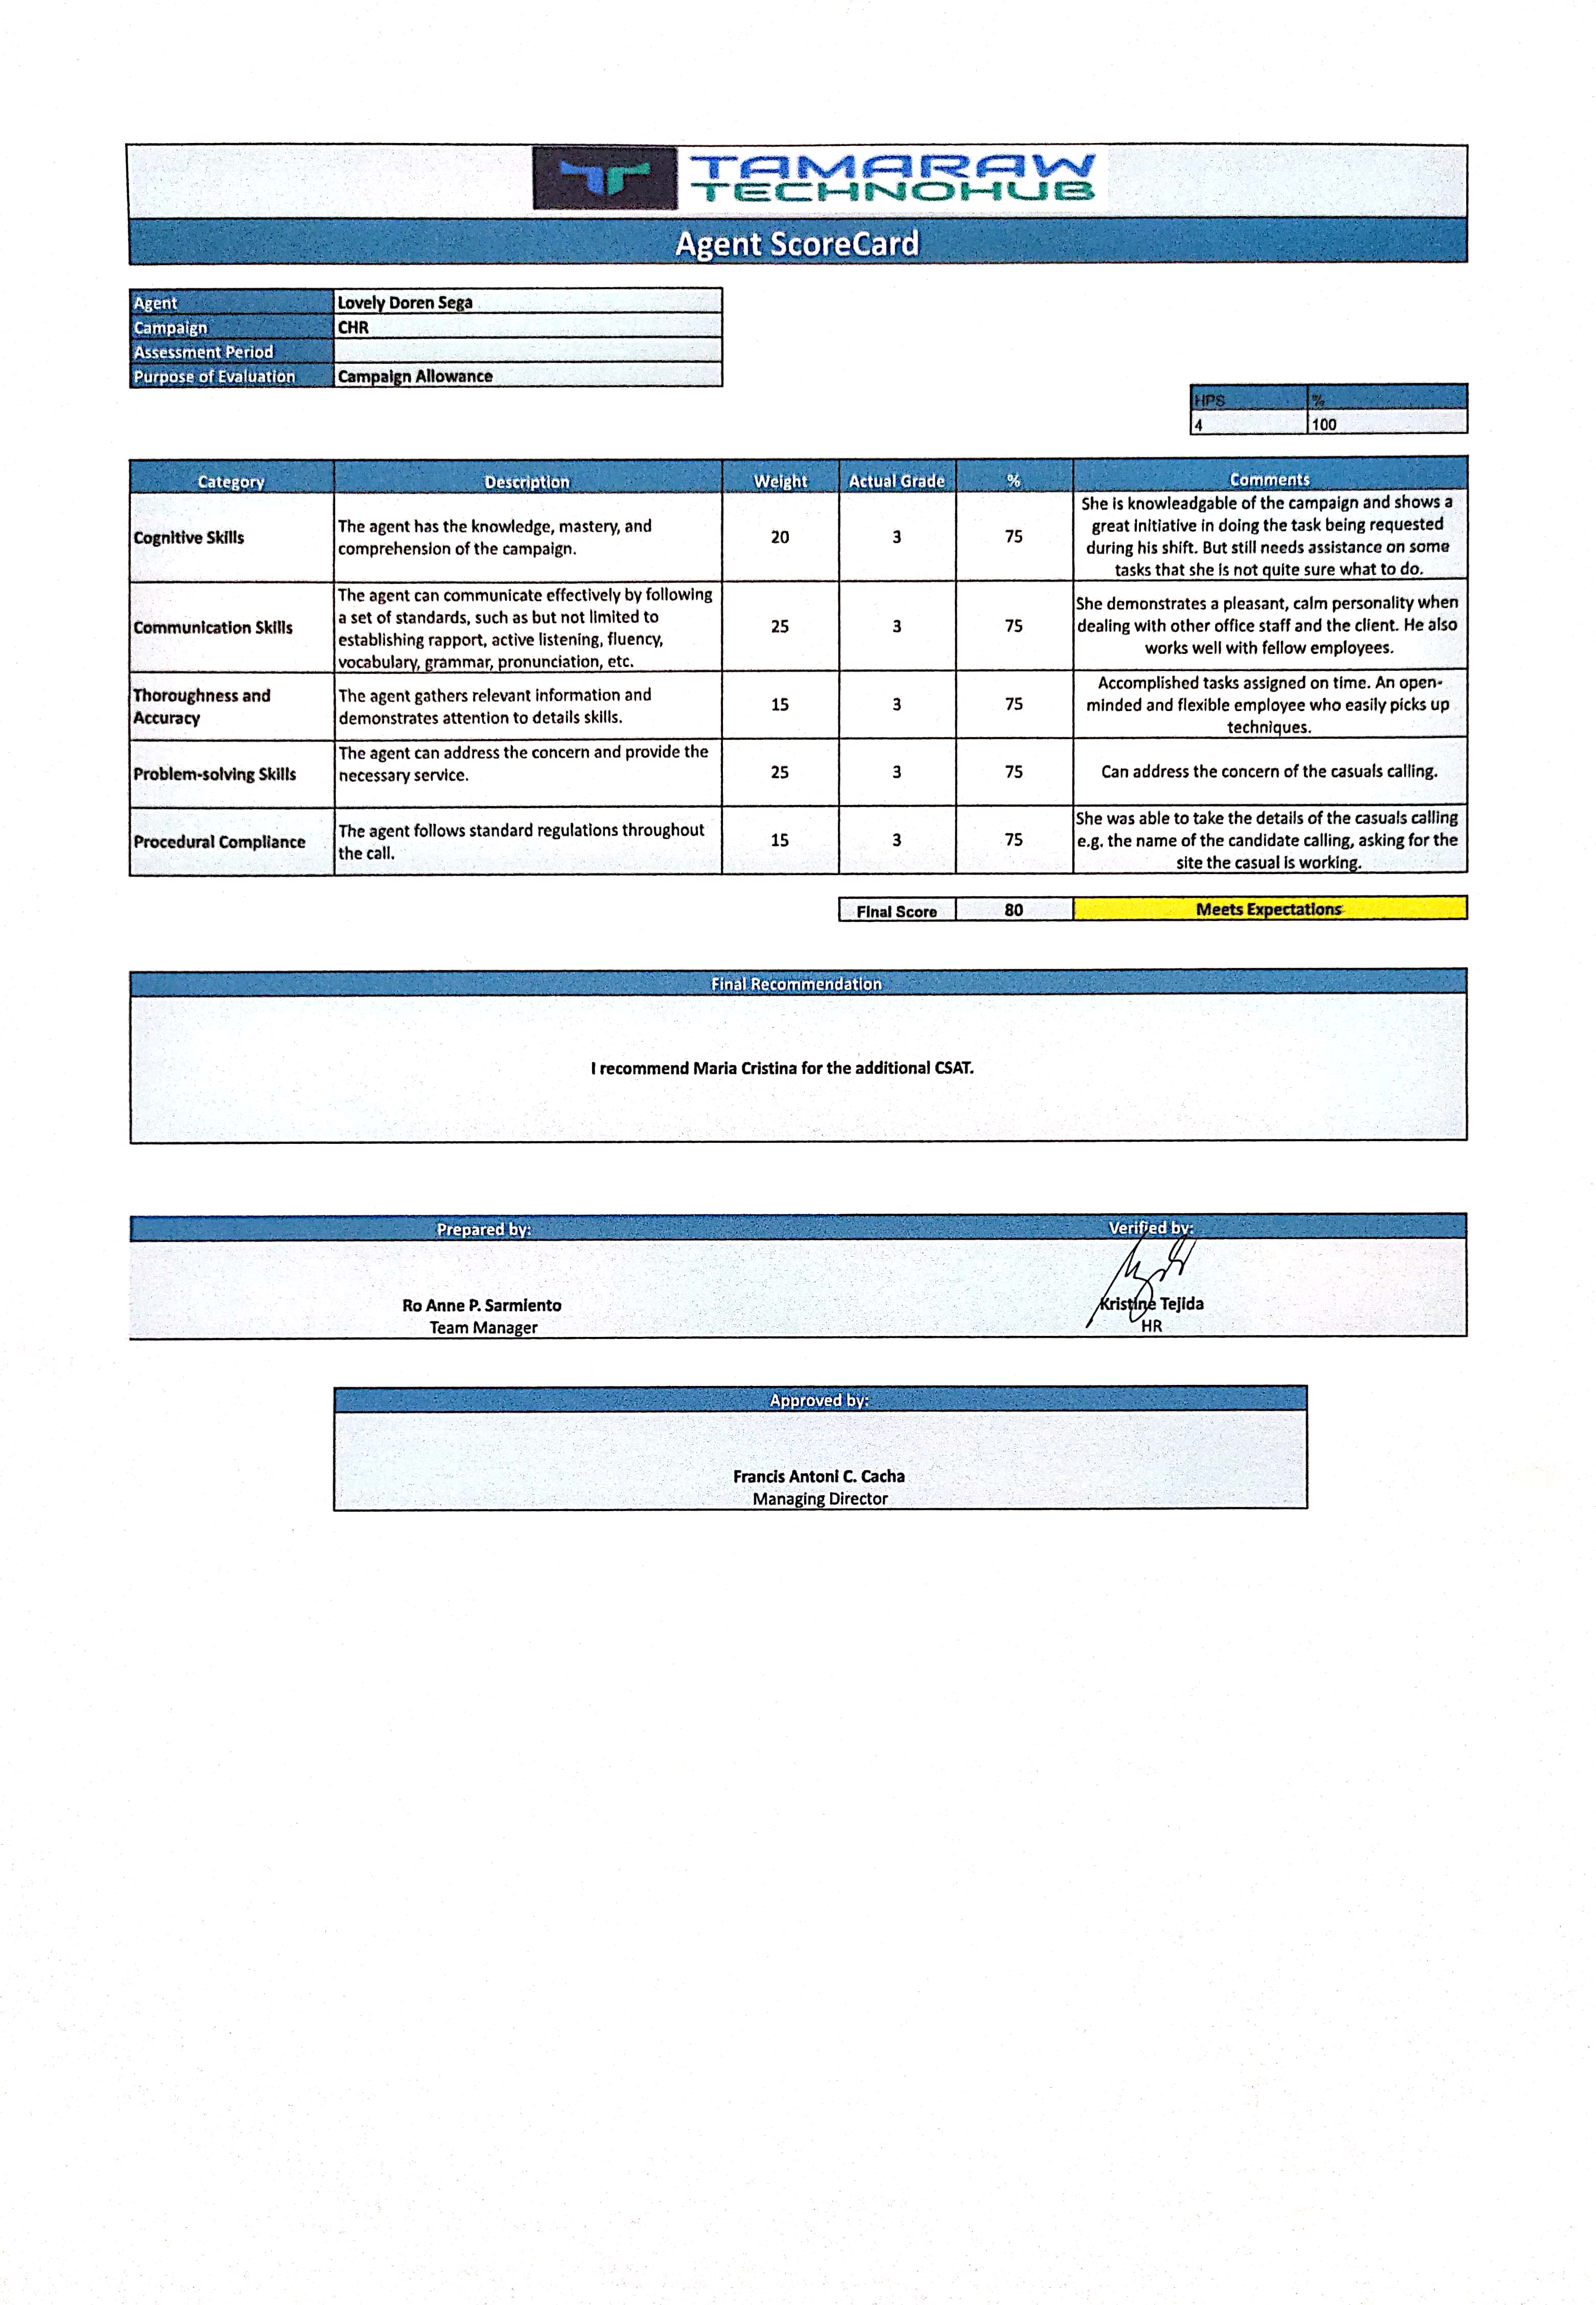 TAMARAW
TECHNOHUB
Agent ScoreCard
Agent Lovely Doren Sega
Campaign CHR
Assessment Period
Purpose of Evaluation Campaign Allowance
HPS %
4 100
Category Description Weight Actual Grade % Comments
Cognitive Skills
The agent has the knowledge, mastery, and
comprehension of the campaign.
20 3 75
She is knowleadgable of the campaign and shows a
great initiative in doing the task being requested
during his shift. But still needs assistance on some
tasks that she is not quite sure what to do.
Communication Skills
The agent can communicate effectively by following
a set of standards, such as but not limited to
establishing rapport, active listening, fluency,
vocabulary, grammar, pronunciation, etc.
25 3 75
She demonstrates a pleasant, calm personality when
dealing with other office staff and the client. He also
works well with fellow employees.
Thoroughness and
Accuracy
The agent gathers relevant information and
demonstrates attention to details skills.
15 3 75
Accomplished tasks assigned on time. An open-
minded and flexible employee who easily picks up
techniques.
Problem-solving Skills
The agent can address the concern and provide the
necessary service.
25 3 75
Can address the concern of the casuals calling.
Procedural Compliance
The agent follows standard regulations throughout
the call.
15 3 75
She was able to take the details of the casuals calling
e.g. the name of the candidate calling, asking for the
site the casual is working.
Final Score 80 Meets Expectations
Final Recommendation
I recommend Maria Cristina for the additional CSAT.
Prepared by: Verified by:
Ro Anne P. Sarmiento Kristine Tejida
Team Manager HR
Approved by:
Francis Antoni C. Cacha
Managing Director